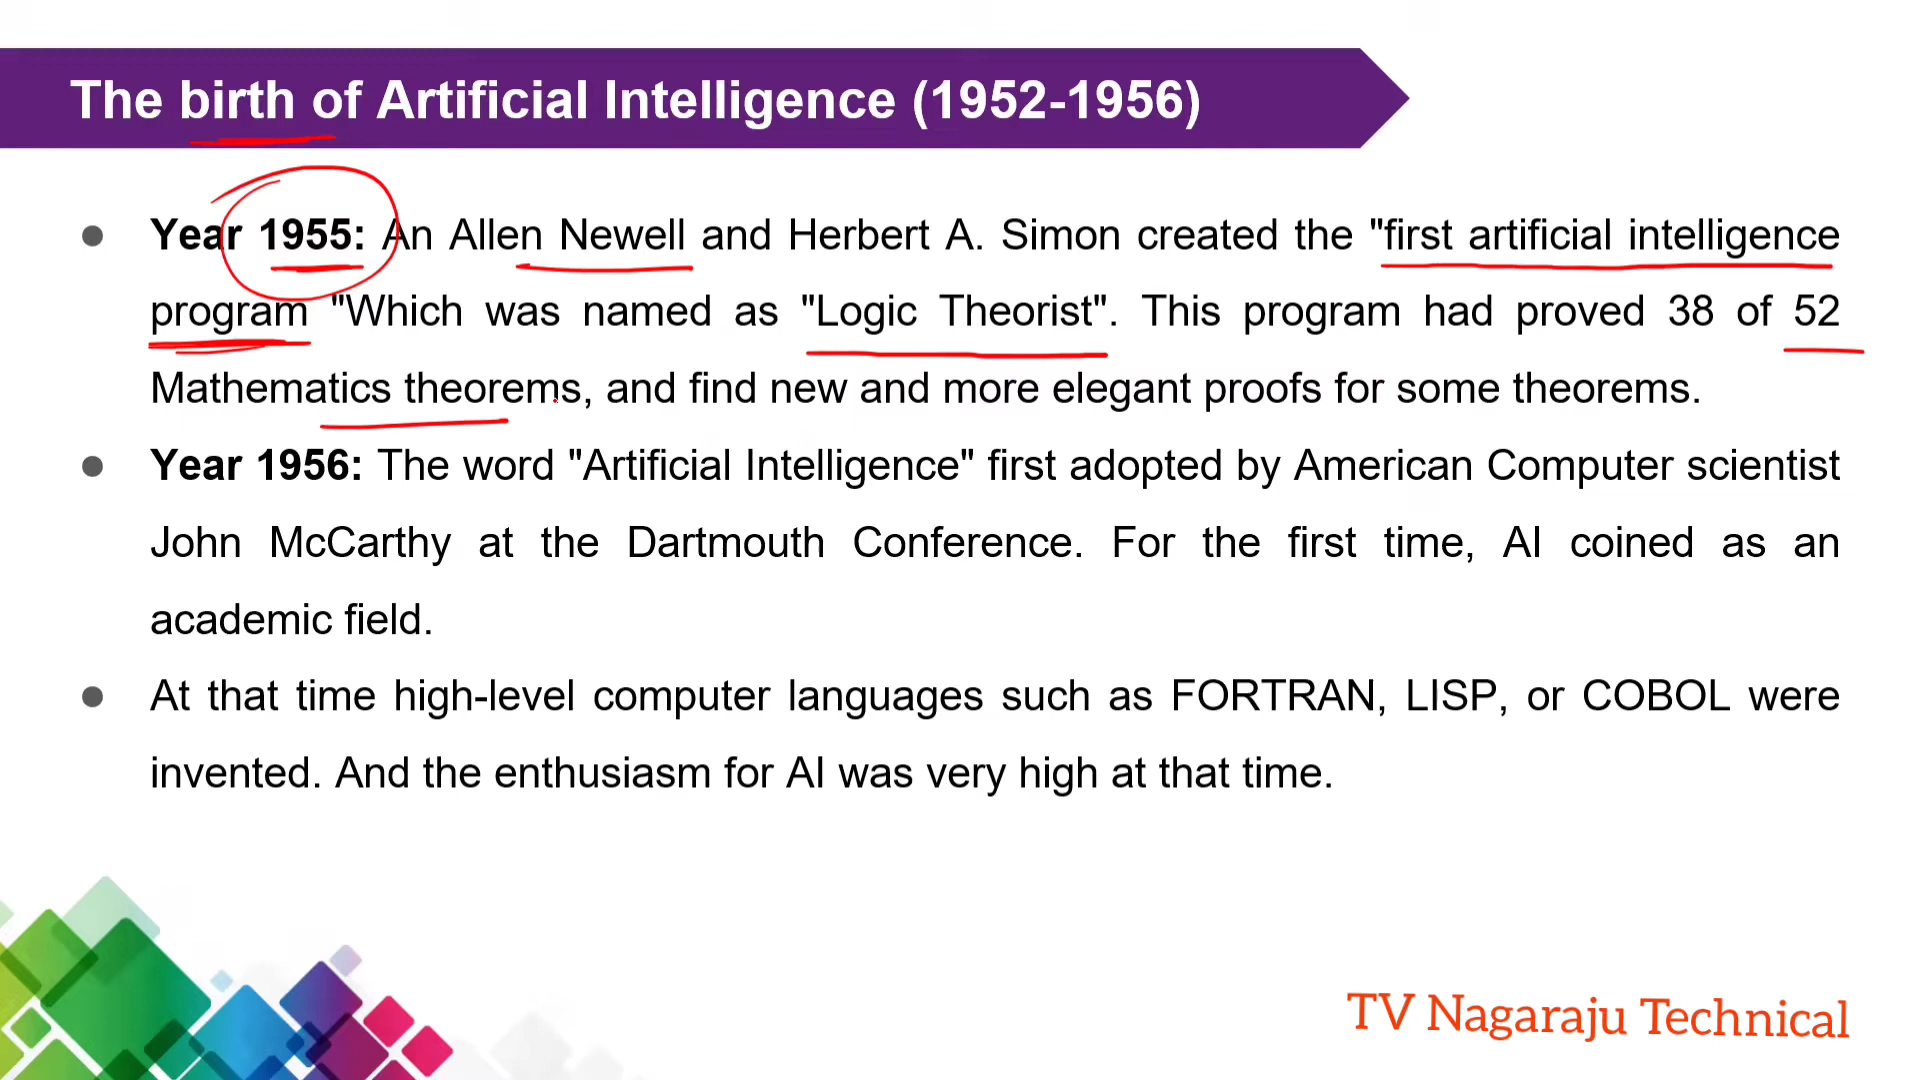 The birth of Artificial Intelligence (1952-1956)
● Year 1955: An Allen Newell and Herbert A. Simon created the "first artificial intelligence
program "Which was named as "Logic Theorist". This program had proved 38 of 52
Mathematics theorems, and find new and more elegant proofs for some theorems.
● Year 1956: The word "Artificial Intelligence" first adopted by American Computer scientist
John McCarthy at the Dartmouth Conference. For the first time, AI coined as an
academic field.
● At that time high-level computer languages such as FORTRAN, LISP, or COBOL were
invented. And the enthusiasm for AI was very high at that time.
TV Nagaraju Technical